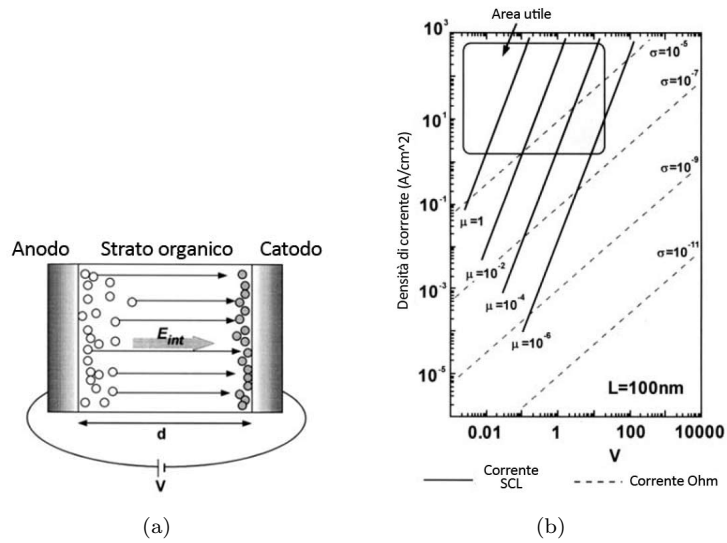 Anodo Strato organico Catodo
E_int
d
V
(a)
Area utile
Densità di corrente (A/cm^2)
10^3
10^1
10^-1
10^-3
10^-5
σ=10^-5
σ=10^-7
σ=10^-9
σ=10^-11
μ=1
μ=10^-2
μ=10^-4
μ=10^-6
L=100nm
0.01 1 100 10000
V
Corrente
SCL
Corrente Ohm
(b)